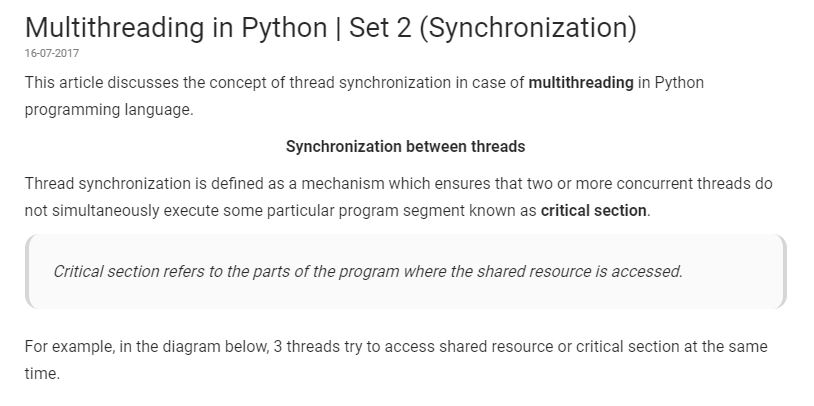 Multithreading in Python | Set 2 (Synchronization)
16-07-2017
This article discusses the concept of thread synchronization in case of multithreading in Python
programming language.
Synchronization between threads
Thread synchronization is defined as a mechanism which ensures that two or more concurrent threads do
not simultaneously execute some particular program segment known as critical section.
Critical section refers to the parts of the program where the shared resource is accessed.
For example, in the diagram below, 3 threads try to access shared resource or critical section at the same
time.